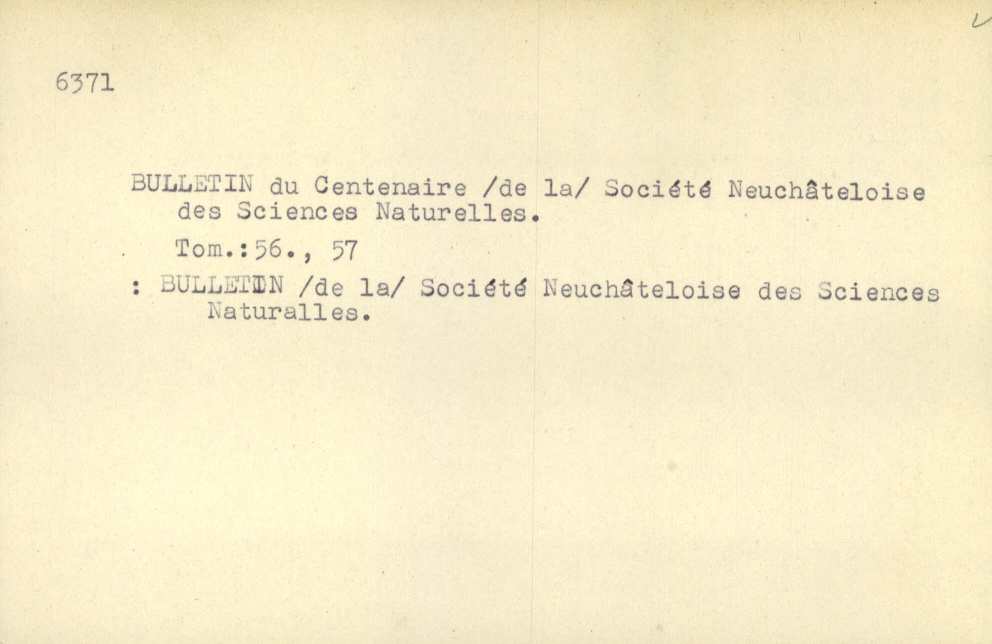 6371
BULLETIN du Centenaire /de la/ Société Neuchâteloise
des Sciences Naturelles.
Tom.:56., 57
: BULLETIN /de la/ Société Neuchâteloise des Sciences
Naturalles.